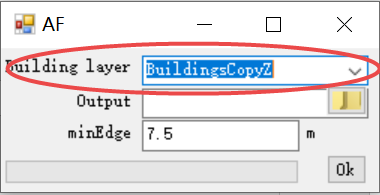 AF
Building layer BuildingsCopyZ
Output
minEdge 7.5 m
Ok